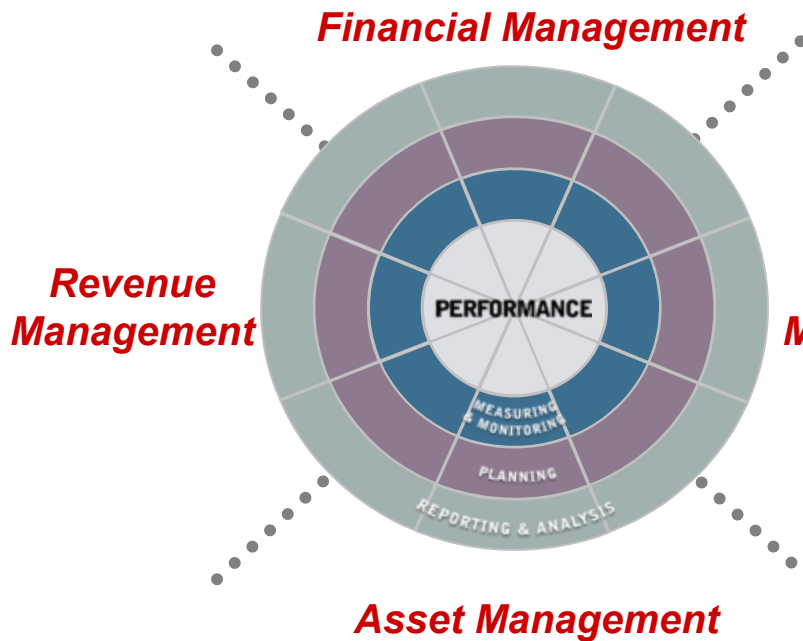 Financial Management
Revenue
Management
M
PERFORMANCE
MEASURING
& MONITORING
PLANNING
REPORTING & ANALYSIS
Asset Management